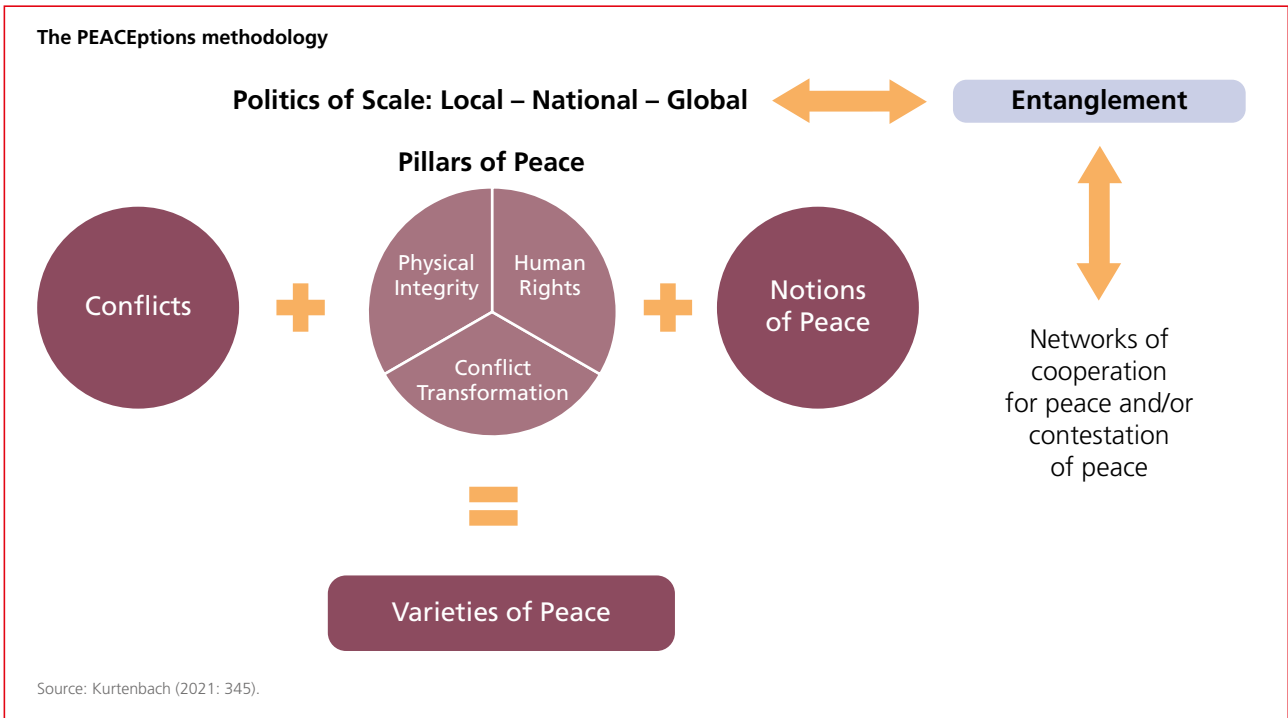 The PEACEptions methodology
Politics of Scale: Local – National – Global
Entanglement
Pillars of Peace
Conflicts
Physical
Integrity
Human
Rights
Conflict
Transformation
Notions
of Peace
Networks of
cooperation
for peace and/or
contestation
of peace
Varieties of Peace
Source: Kurtenbach (2021: 345).